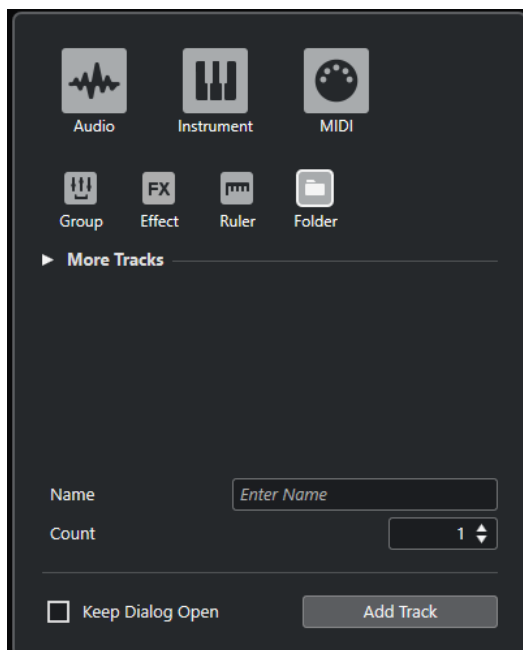 Audio Instrument MIDI
FX
Group Effect Ruler Folder
More Tracks
Name Enter Name
Count 1
Keep Dialog Open Add Track